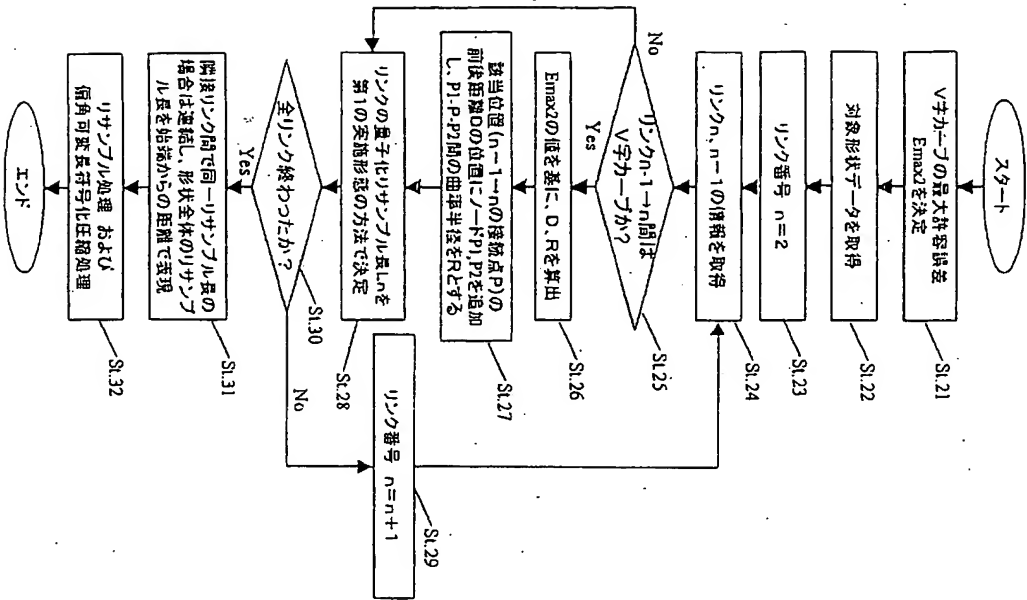 スタート
V字カーブの最大許容誤差
Emax2を決定
St.21
対象形状データを取得
St.22
リンク番号 n=2
St.23
リンクn、n-1の情報を取得
St.24
リンクn-1→n間は
V字カーブか?
St.25
No
Yes
Emax2の値を基に、D、Rを算出
St.26
該当位置(n-1→nの接続点P)の
前後距離Dの位置にノードP1,P2を追加
し、P1-P-P2間の曲率半径をRとする
St.27
リンクの量子化リサンプル長Lnを
第1の実施形態の方法で決定
St.28
リンク番号 n=n+1
St.29
全リンク終わったか?
St.30
No
Yes
隣接リンク間で同一リサンプル長の
場合は連結し、形状全体のリサンプ
ル長を始端からの距離で表現
St.31
リサンプル処理 および
偏角可変長符号化圧縮処理
St.32
エンド